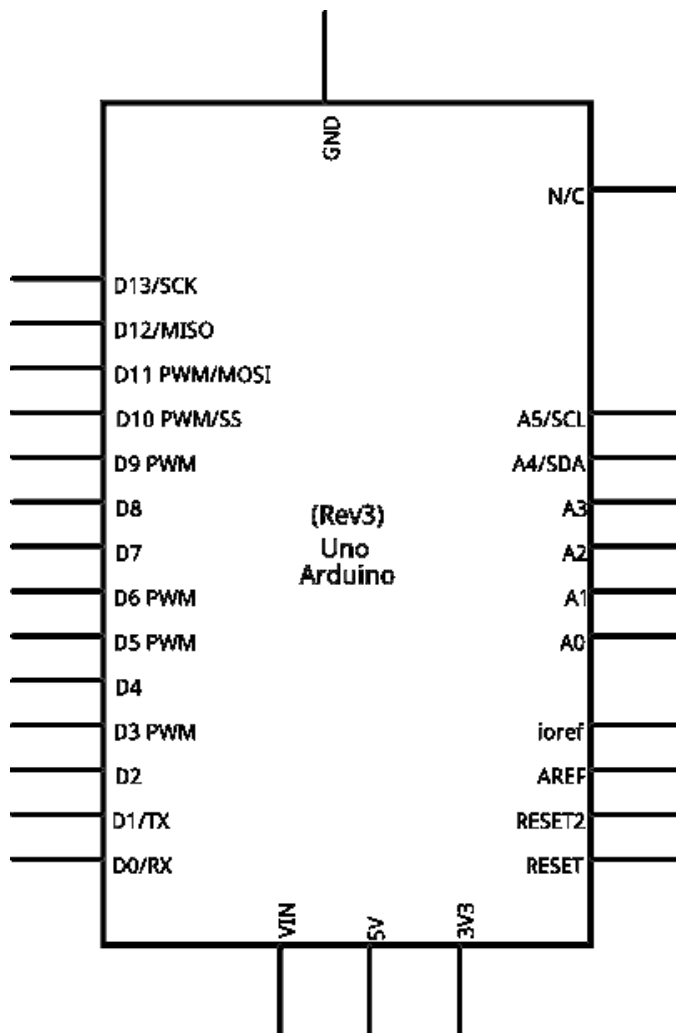 GND
N/C
D13/SCK
D12/MISO
D11 PWM/MOSI
D10 PWM/SS
D9 PWM
D8
D7
D6 PWM
D5 PWM
D4
D3 PWM
D2
D1/TX
D0/RX
(Rev3)
Uno
Arduino
A5/SCL
A4/SDA
A3
A2
A1
A0
ioref
AREF
RESET2
RESET
VIN
5V
3V3